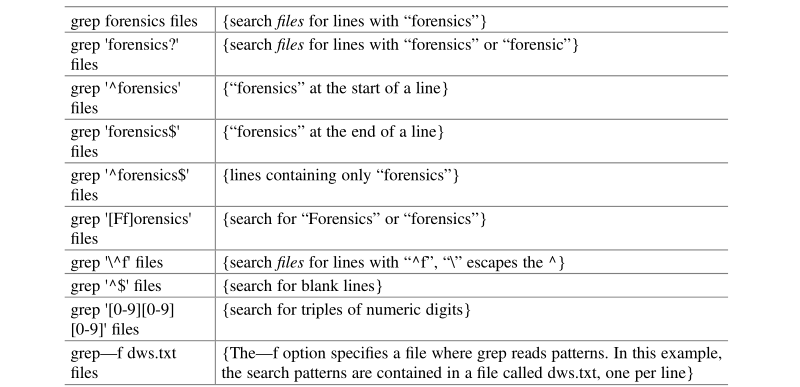 grep forensics files {search files for lines with “forensics”}
grep 'forensics?' {search files for lines with “forensics” or “forensic”}
files
grep '^forensics' {“forensics” at the start of a line}
files
grep 'forensics$' {“forensics” at the end of a line}
files
grep '^forensics$' {lines containing only “forensics”}
files
grep '[Ff]orensics' {search for “Forensics” or “forensics”}
files
grep '\^f' files {search files for lines with “^f”, “\” escapes the ^}
grep '^$' files {search for blank lines}
grep '[0-9][0-9] {search for triples of numeric digits}
[0-9]' files
grep—f dws.txt {The—f option specifies a file where grep reads patterns. In this example,
files the search patterns are contained in a file called dws.txt, one per line}